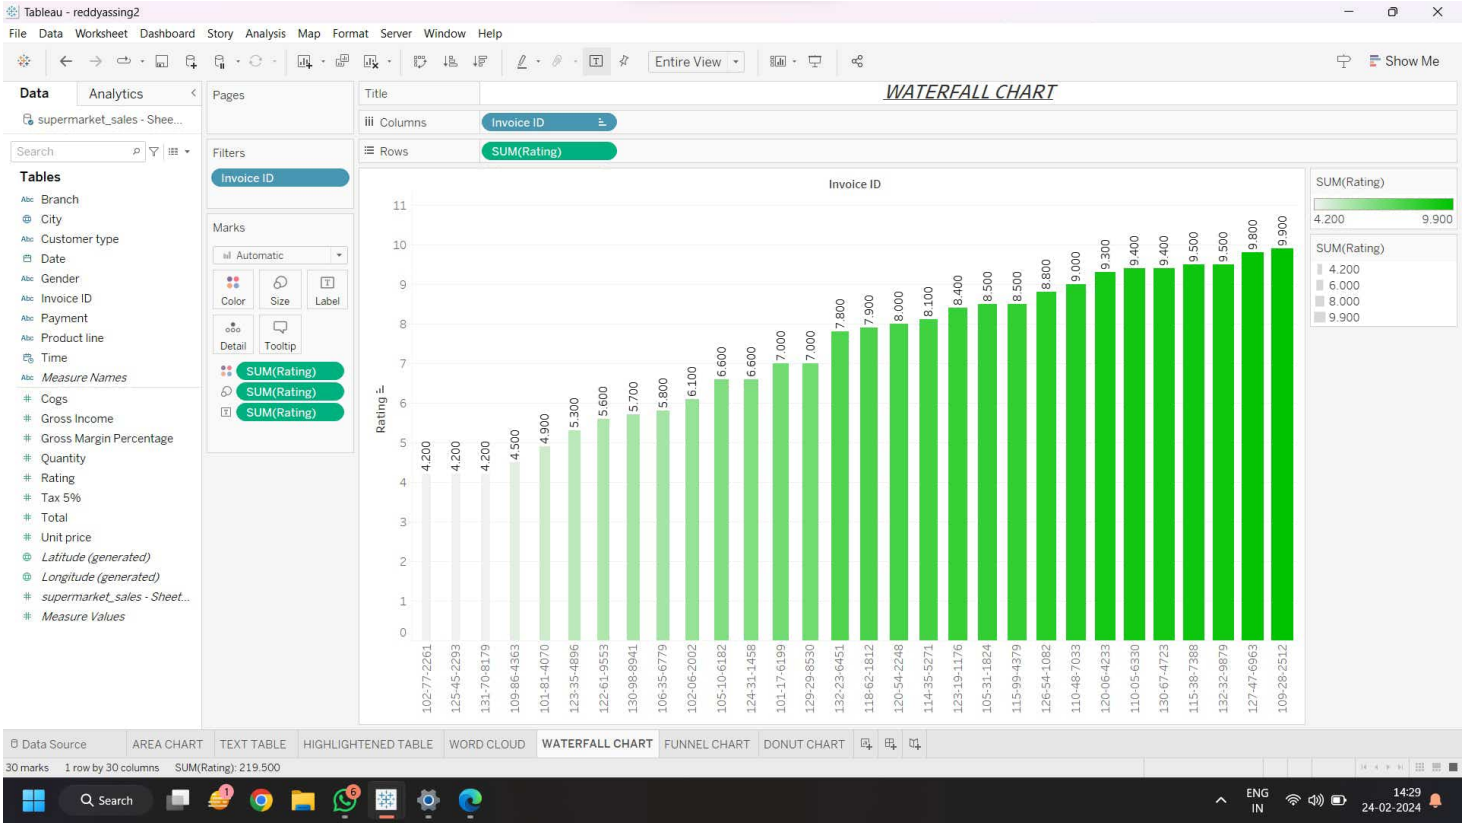 Tableau - reddyassing2
File Data Worksheet Dashboard Story Analysis Map Format Server Window Help
Entire View
Show Me
Data Analytics
supermarket_sales - Shee...
Search
Tables
Abc Branch
City
Abc Customer type
Date
Abc Gender
Abc Invoice ID
Abc Payment
Abc Product line
Time
Abc Measure Names
# Cogs
# Gross Income
# Gross Margin Percentage
# Quantity
# Rating
# Tax 5%
# Total
# Unit price
Latitude (generated)
Longitude (generated)
# supermarket_sales - Sheet...
# Measure Values
Pages
Filters
Invoice ID
Marks
Automatic
Color Size Label
Detail Tooltip
SUM(Rating)
SUM(Rating)
SUM(Rating)
Title WATERFALL CHART
Columns Invoice ID
Rows SUM(Rating)
Invoice ID
Rating
11
10
9
8
7
6
5
4
3
2
1
0
4.200
4.200
4.200
4.500
4.900
5.300
5.600
5.700
5.800
6.100
6.600
6.600
7.000
7.000
7.800
7.900
8.000
8.100
8.400
8.500
8.500
8.800
9.000
9.300
9.400
9.400
9.500
9.500
9.800
9.900
102-77-2261
125-45-2293
131-70-8179
109-86-4363
101-81-4070
123-35-4896
122-61-9553
130-98-8941
106-35-6779
102-06-2002
105-10-6182
124-31-1458
101-17-6199
129-29-8530
132-23-6451
118-62-1812
120-54-2248
114-35-5271
123-19-1176
105-31-1824
115-99-4379
126-54-1082
110-48-7033
120-06-4233
110-05-6330
130-67-4723
115-38-7388
132-32-9879
127-47-6963
109-28-2512
SUM(Rating)
4.200 9.900
SUM(Rating)
4.200
6.000
8.000
9.900
Data Source AREA CHART TEXT TABLE HIGHLIGHTENED TABLE WORD CLOUD WATERFALL CHART FUNNEL CHART DONUT CHART
30 marks 1 row by 30 columns SUM(Rating): 219.500
Search
1
6
ENG
IN
14:29
24-02-2024